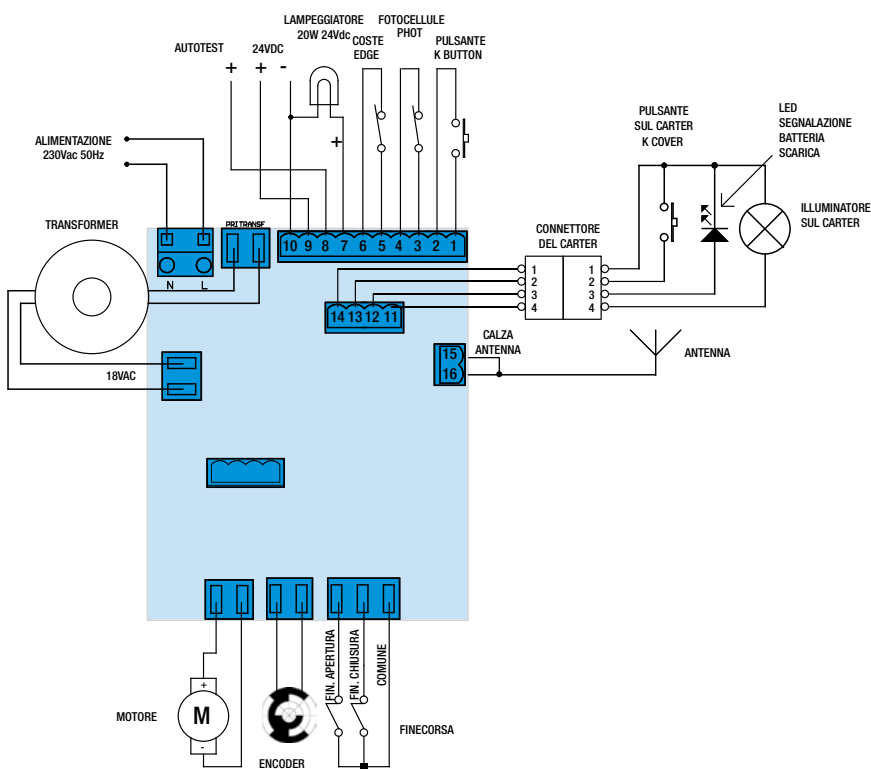 LAMPEGGIATORE
20W 24Vdc
FOTOCELLULE
PHOT
AUTOTEST
24VDC
COSTE
EDGE
PULSANTE
K BUTTON
+
+
-
+
ALIMENTAZIONE
230Vac 50Hz
PULSANTE
SUL CARTER
K COVER
LED
SEGNALAZIONE
BATTERIA
SCARICA
ILLUMINATORE
SUL CARTER
TRANSFORMER
PRI TRANSF
N L
10 9 8 7 6 5 4 3 2 1
CONNETTORE
DEL CARTER
1 1
2 2
3 3
4 4
14 13 12 11
CALZA
ANTENNA
15
16
ANTENNA
18VAC
FIN. APERTURA
FIN. CHIUSURA
COMUNE
MOTORE
+
M
-
ENCODER
FINECORSA